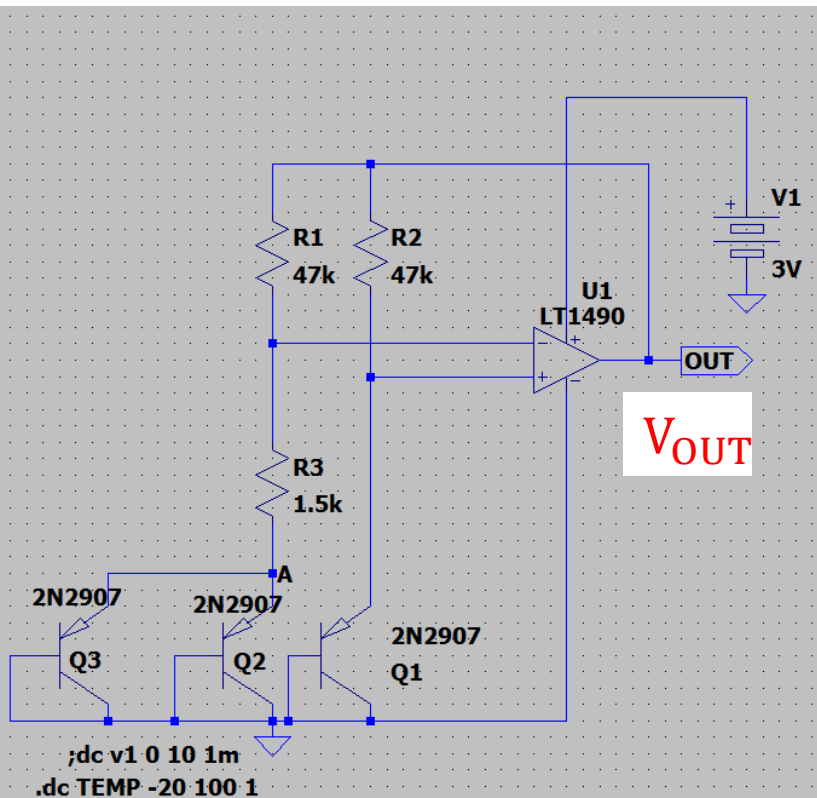 V1
R1
R2
47k
47k
3V
U1
LT1490
OUT
V_OUT
R3
1.5k
A
2N2907
2N2907
2N2907
Q3
Q2
Q1
;dc v1 0 10 1m
.dc TEMP -20 100 1